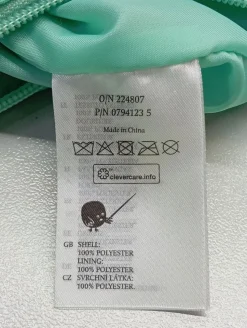 O/N 224807
P/N 0794123 5
Made in China
clevercare.info
GB SHELL:
100% POLYESTER
LINING:
100% POLYESTER
CZ SVRCHNÍ LÁTKA:
100% POLYESTER.